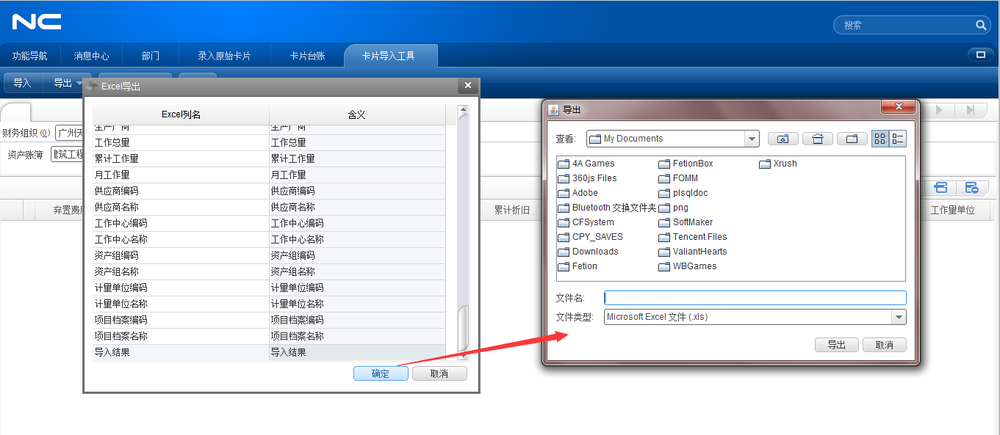 NC
搜索
功能导航 消息中心 部门 录入原始卡片 卡片台账 卡片导入工具
导入 导出
Excel导出
Excel列名 含义
生产厂商 生产厂商
工作总量 工作总量
累计工作量 累计工作量
月工作量 月工作量
供应商编码 供应商编码
供应商名称 供应商名称
工作中心编码 工作中心编码
工作中心名称 工作中心名称
资产组编码 资产组编码
资产组名称 资产组名称
计量单位编码 计量单位编码
计量单位名称 计量单位名称
项目档案编码 项目档案编码
项目档案名称 项目档案名称
导入结果 导入结果
确定 取消
财务组织(O) 广州天
资产账簿 建筑工程
弃置费用 累计折旧 工作量单位
导出
查看: My Documents
4A Games FetionBox Xrush
360js Files FOMM
Adobe plsqldoc
Bluetooth 交换文件夹 png
CFSystem SoftMaker
CPY_SAVES Tencent Files
Downloads ValiantHearts
Fetion WBGames
文件名:
文件类型: Microsoft Excel 文件 (.xls)
导出 取消